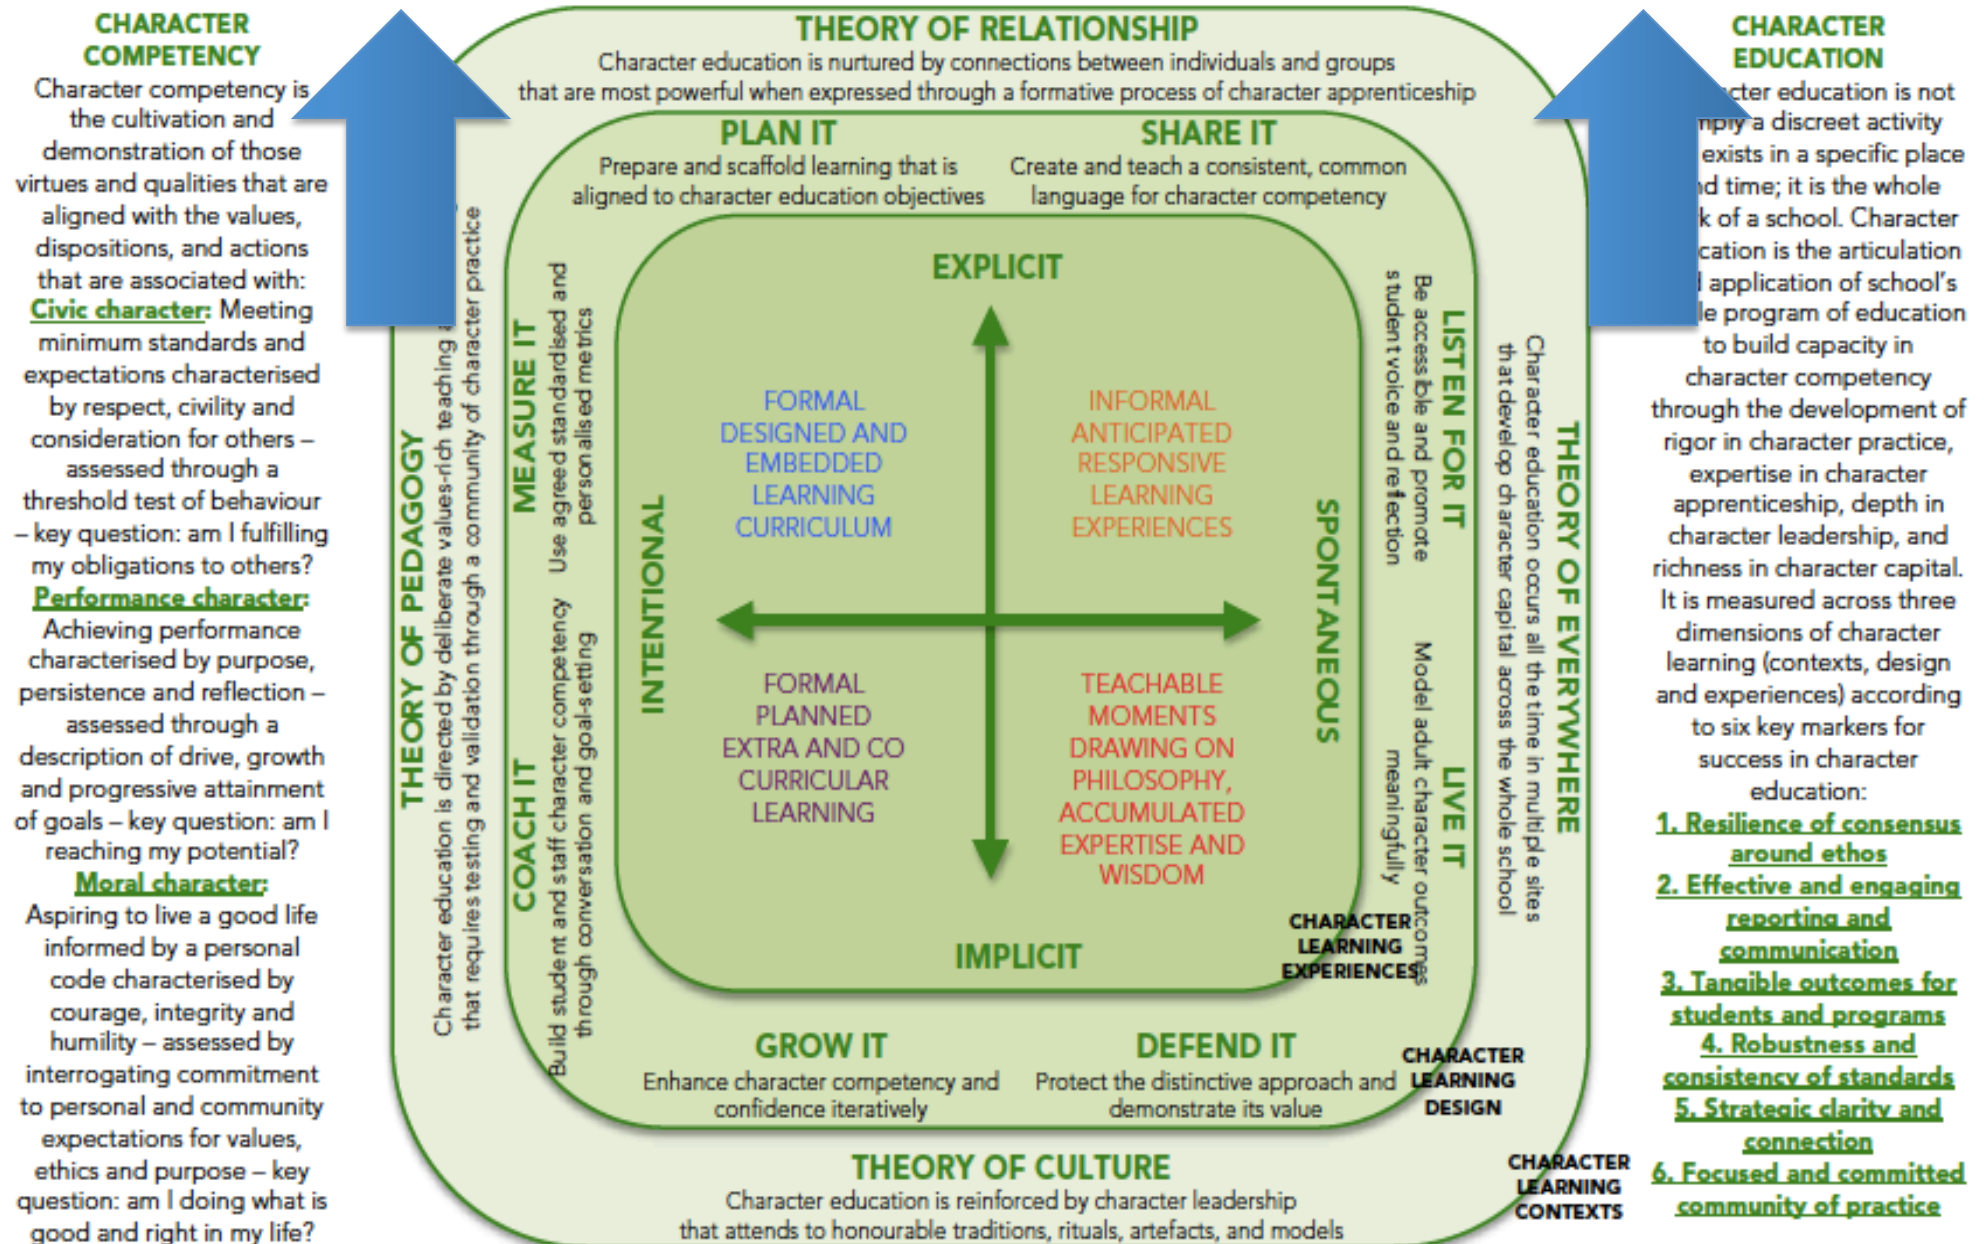 CHARACTER
COMPETENCY
Character competency is
the cultivation and
demonstration of those
virtues and qualities that are
aligned with the values,
dispositions, and actions
that are associated with:
Civic character: Meeting
minimum standards and
expectations characterised
by respect, civility and
consideration for others –
assessed through a
threshold test of behaviour
– key question: am I fulfilling
my obligations to others?
Performance character:
Achieving performance
characterised by purpose,
persistence and reflection –
assessed through a
description of drive, growth
and progressive attainment
of goals – key question: am I
reaching my potential?
Moral character:
Aspiring to live a good life
informed by a personal
code characterised by
courage, integrity and
humility – assessed by
interrogating commitment
to personal and community
expectations for values,
ethics and purpose – key
question: am I doing what is
good and right in my life?
THEORY OF RELATIONSHIP
Character education is nurtured by connections between individuals and groups
that are most powerful when expressed through a formative process of character apprenticeship
THEORY OF PEDAGOGY
Character education is directed by deliberate values-rich teaching
that requires testing and validation through a community of character practice
PLAN IT
Prepare and scaffold learning that is
aligned to character education objectives
SHARE IT
Create and teach a consistent, common
language for character competency
MEASURE IT
Use agreed standardised and
personalised metrics
COACH IT
Build student and staff character competency
through conversation and goal-setting
EXPLICIT
INTENTIONAL
FORMAL
DESIGNED AND
EMBEDDED
LEARNING
CURRICULUM
INFORMAL
ANTICIPATED
RESPONSIVE
LEARNING
EXPERIENCES
FORMAL
PLANNED
EXTRA AND CO
CURRICULAR
LEARNING
TEACHABLE
MOMENTS
DRAWING ON
PHILOSOPHY,
ACCUMULATED
EXPERTISE AND
WISDOM
SPONTANEOUS
IMPLICIT
LISTEN FOR IT
Be accessible and promote
student voice and reflection
LIVE IT
Model adult character outcomes
meaningfully
CHARACTER
LEARNING
EXPERIENCES
GROW IT
Enhance character competency and
confidence iteratively
DEFEND IT
Protect the distinctive approach and
demonstrate its value
CHARACTER
LEARNING
DESIGN
THEORY OF EVERYWHERE
Character education occurs all the time in multiple sites
that develop character capital across the whole school
THEORY OF CULTURE
Character education is reinforced by character leadership
that attends to honourable traditions, rituals, artefacts, and models
CHARACTER
LEARNING
CONTEXTS
CHARACTER
EDUCATION
education is not
a discreet activity
exists in a specific place
time; it is the whole
of a school. Character
is the articulation
application of school's
program of education
to build capacity in
character competency
through the development of
rigor in character practice,
expertise in character
apprenticeship, depth in
character leadership, and
richness in character capital.
It is measured across three
dimensions of character
learning (contexts, design
and experiences) according
to six key markers for
success in character
education:
1. Resilience of consensus
around ethos
2. Effective and engaging
reporting and
communication
3. Tangible outcomes for
students and programs
4. Robustness and
consistency of standards
5. Strategic clarity and
connection
6. Focused and committed
community of practice